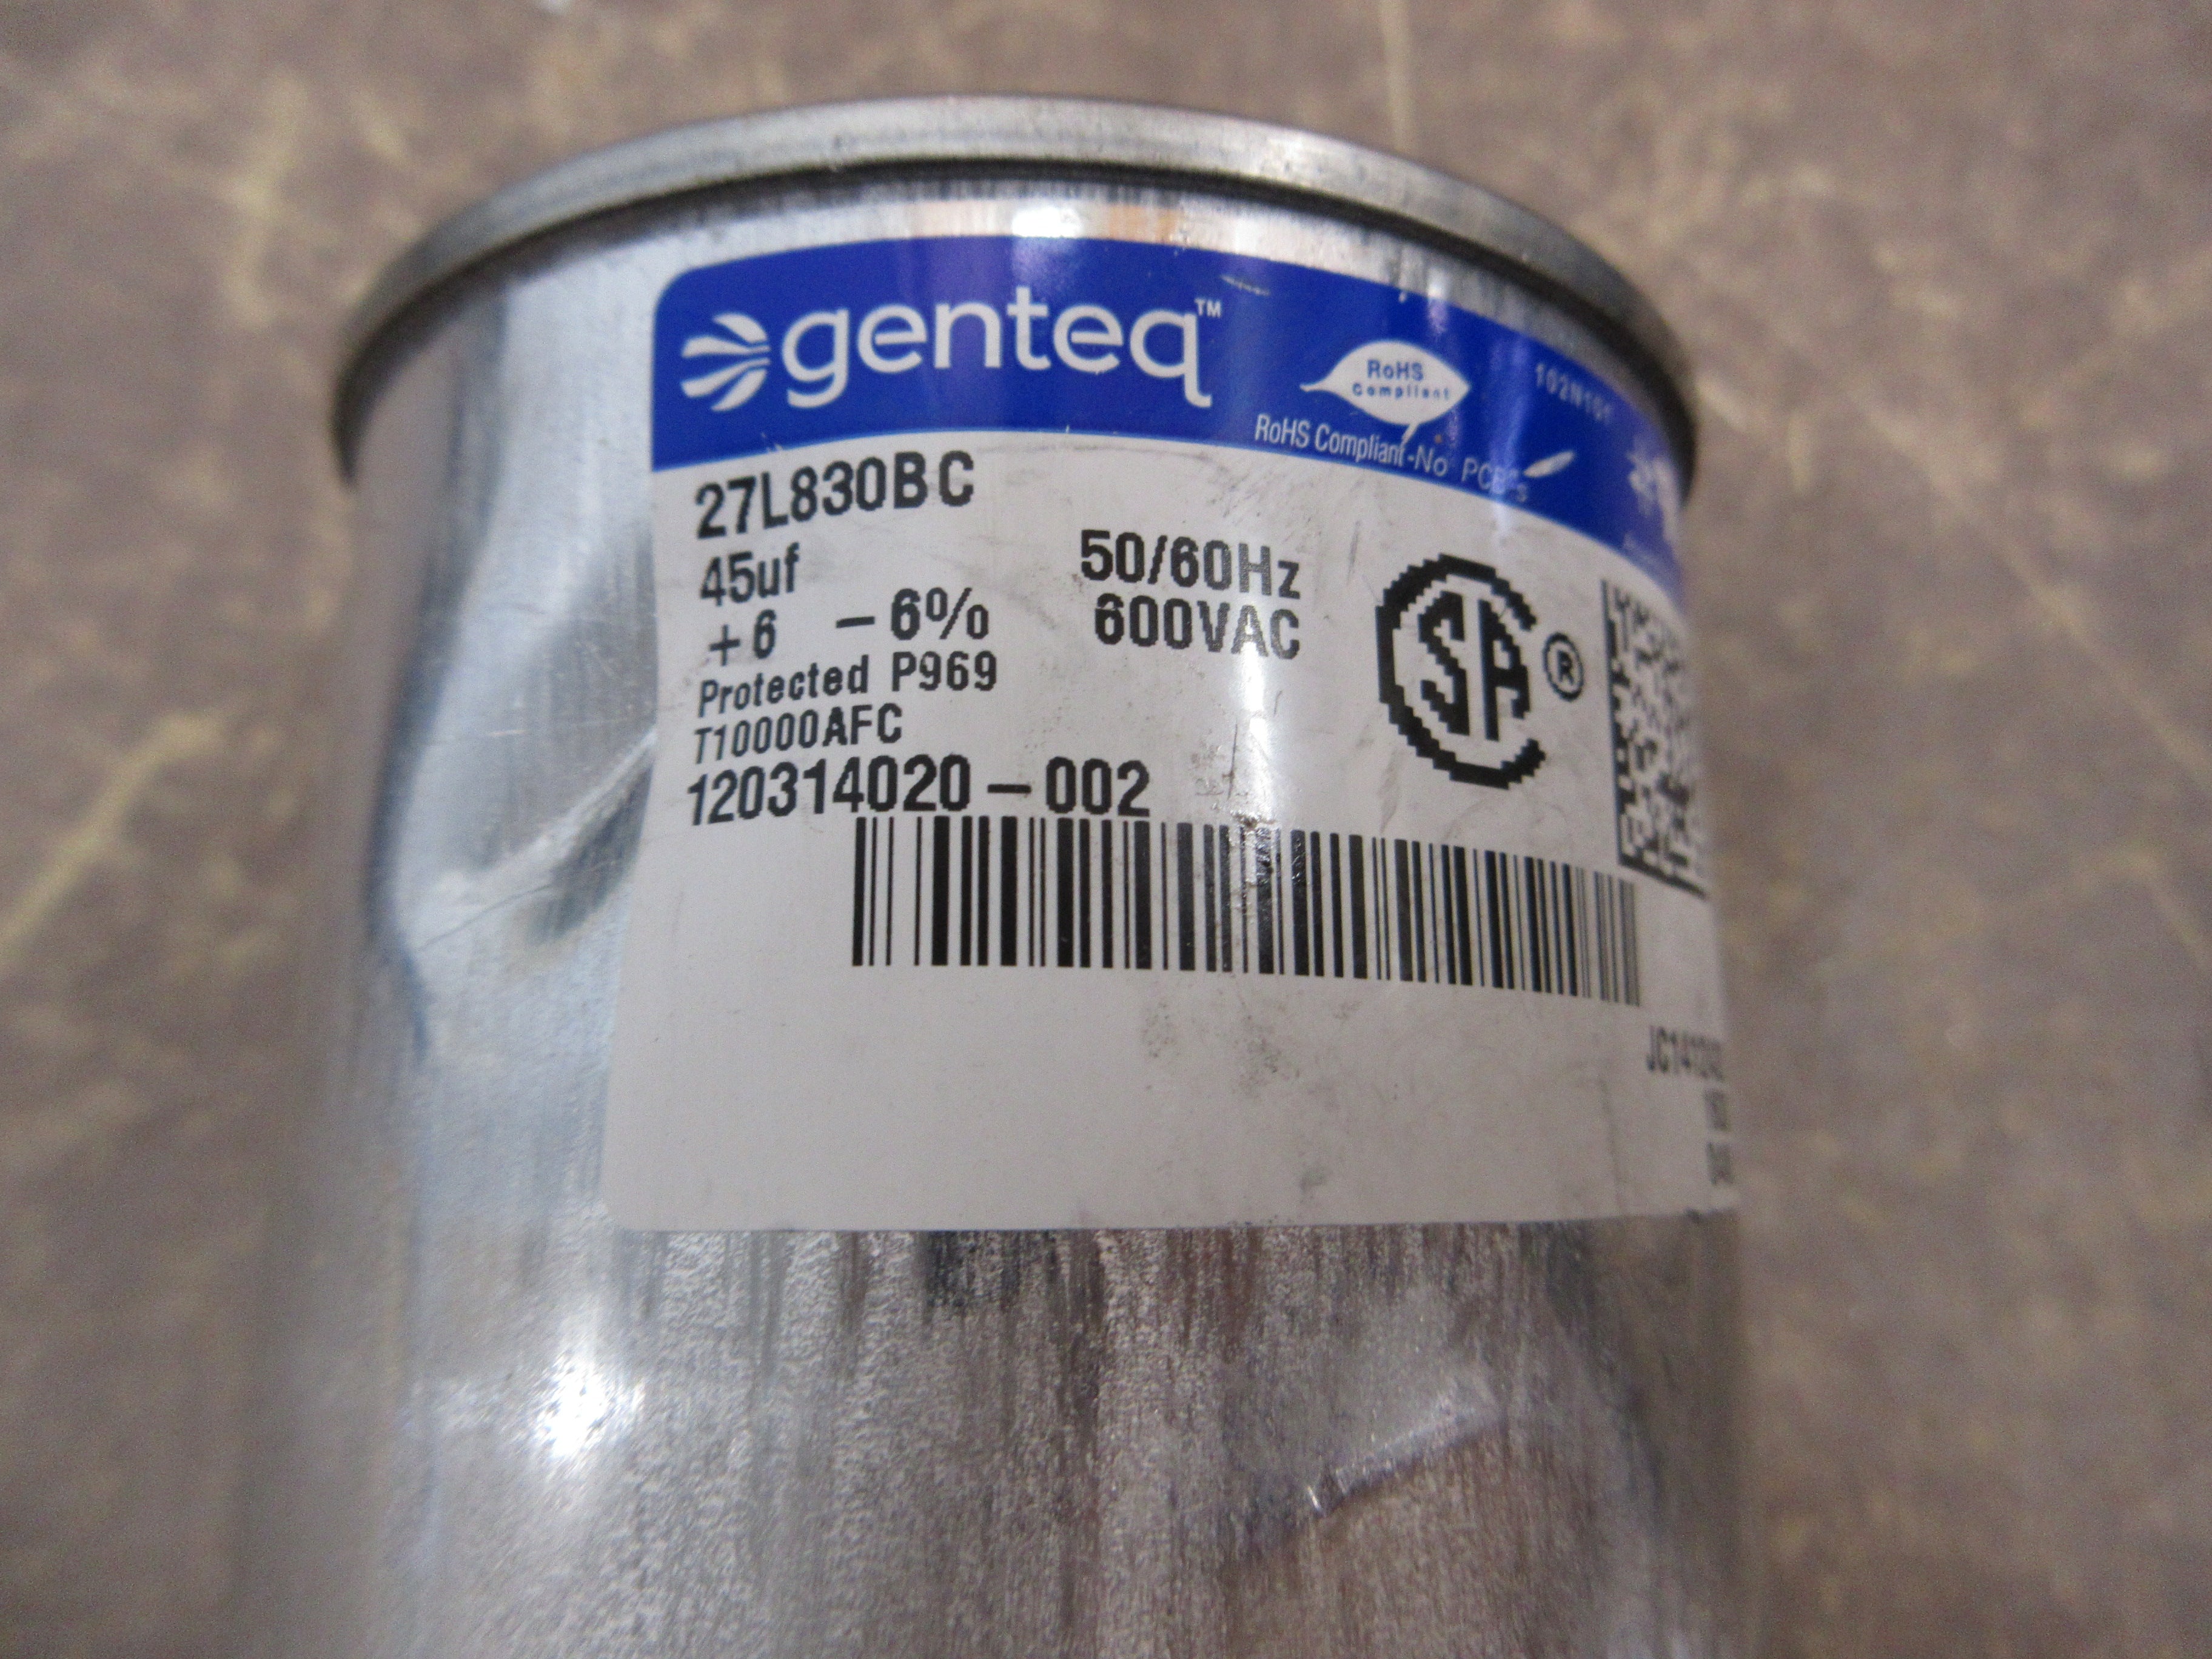 genteq™
RoHS
Compliant
RoHS Compliant-No PCB's
27L830BC
45uf 50/60Hz
+6 -6% 600VAC
Protected P969
T10000AFC
120314020-002
SA ®